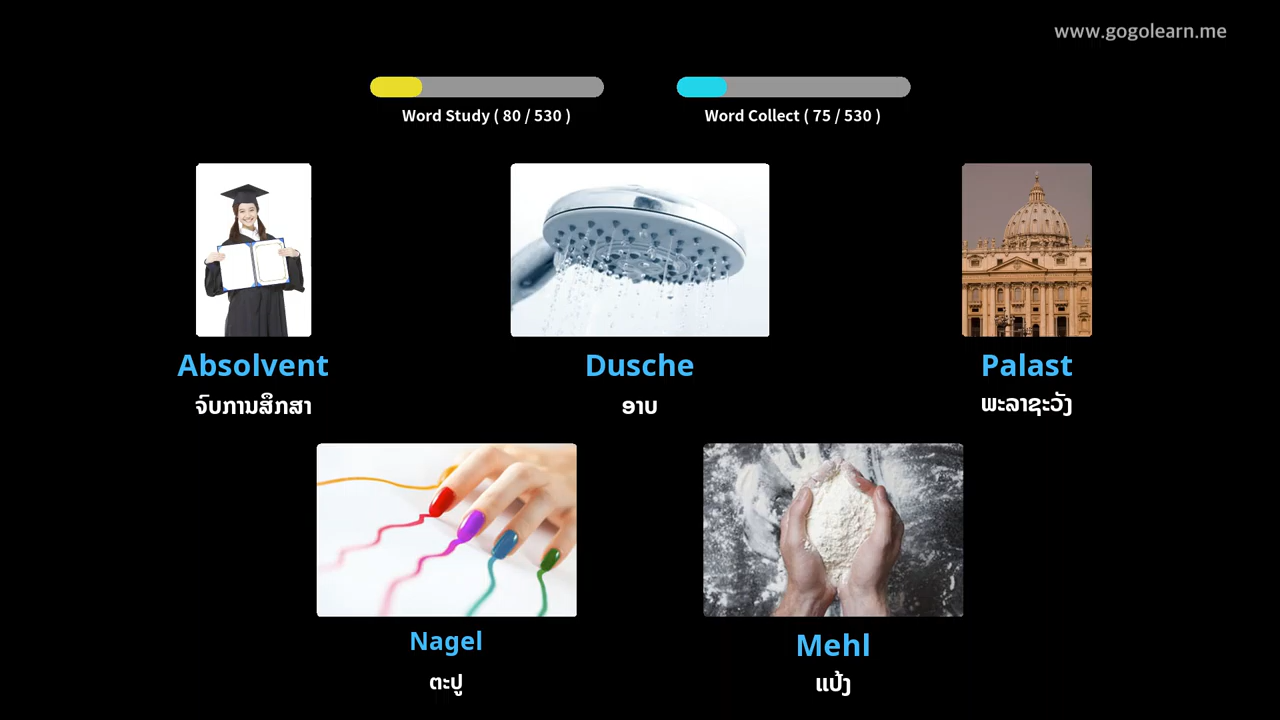 www.gogolearn.me
Word Study ( 80 / 530 )
Word Collect ( 75 / 530 )
Absolvent
ຈົບການສຶກສາ
Dusche
ອາບ
Palast
ພະລາຊະວັງ
Nagel
ຕະປູ
Mehl
ແປ້ງ